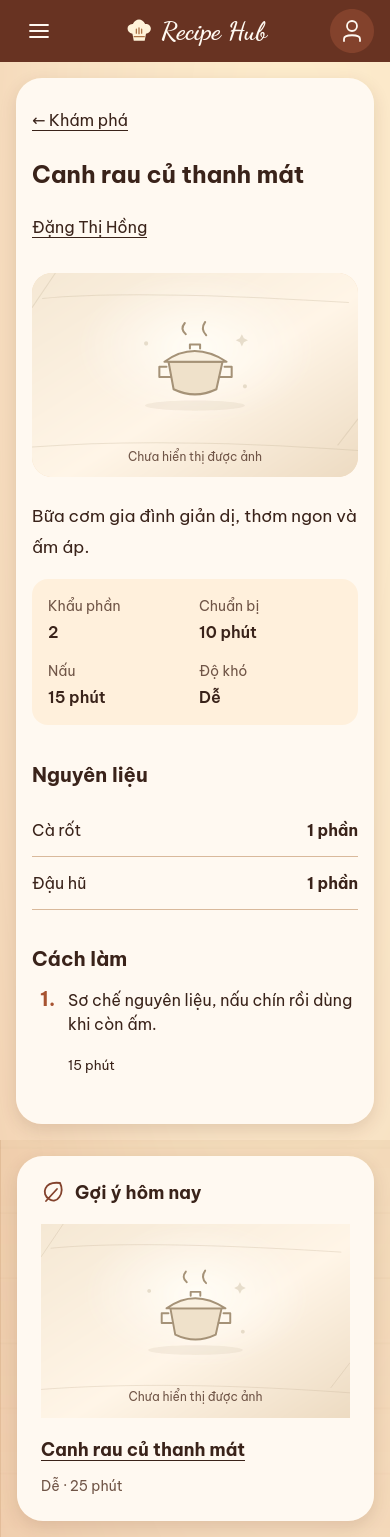 Recipe Hub
← Khám phá
Canh rau củ thanh mát
Đặng Thị Hồng
Chưa hiển thị được ảnh
Bữa cơm gia đình giản dị, thơm ngon và
ấm áp.
Khẩu phần
2
Chuẩn bị
10 phút
Nấu
15 phút
Độ khó
Dễ
Nguyên liệu
Cà rốt 1 phần
Đậu hũ 1 phần
Cách làm
1. Sơ chế nguyên liệu, nấu chín rồi dùng
khi còn ấm.
15 phút
Gợi ý hôm nay
Chưa hiển thị được ảnh
Canh rau củ thanh mát
Dễ · 25 phút